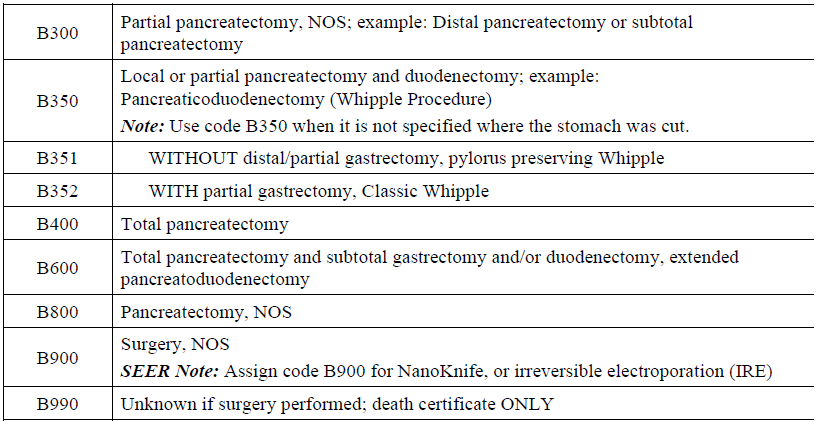 B300
Partial pancreatectomy, NOS; example: Distal pancreatectomy or subtotal
pancreatectomy
B350
Local or partial pancreatectomy and duodenectomy; example:
Pancreaticoduodenectomy (Whipple Procedure)
Note: Use code B350 when it is not specified where the stomach was cut.
B351
WITHOUT distal/partial gastrectomy, pylorus preserving Whipple
B352
WITH partial gastrectomy, Classic Whipple
B400
Total pancreatectomy
B600
Total pancreatectomy and subtotal gastrectomy and/or duodenectomy, extended
pancreatoduodenectomy
B800
Pancreatectomy, NOS
B900
Surgery, NOS
SEER Note: Assign code B900 for NanoKnife, or irreversible electroporation (IRE)
B990
Unknown if surgery performed; death certificate ONLY